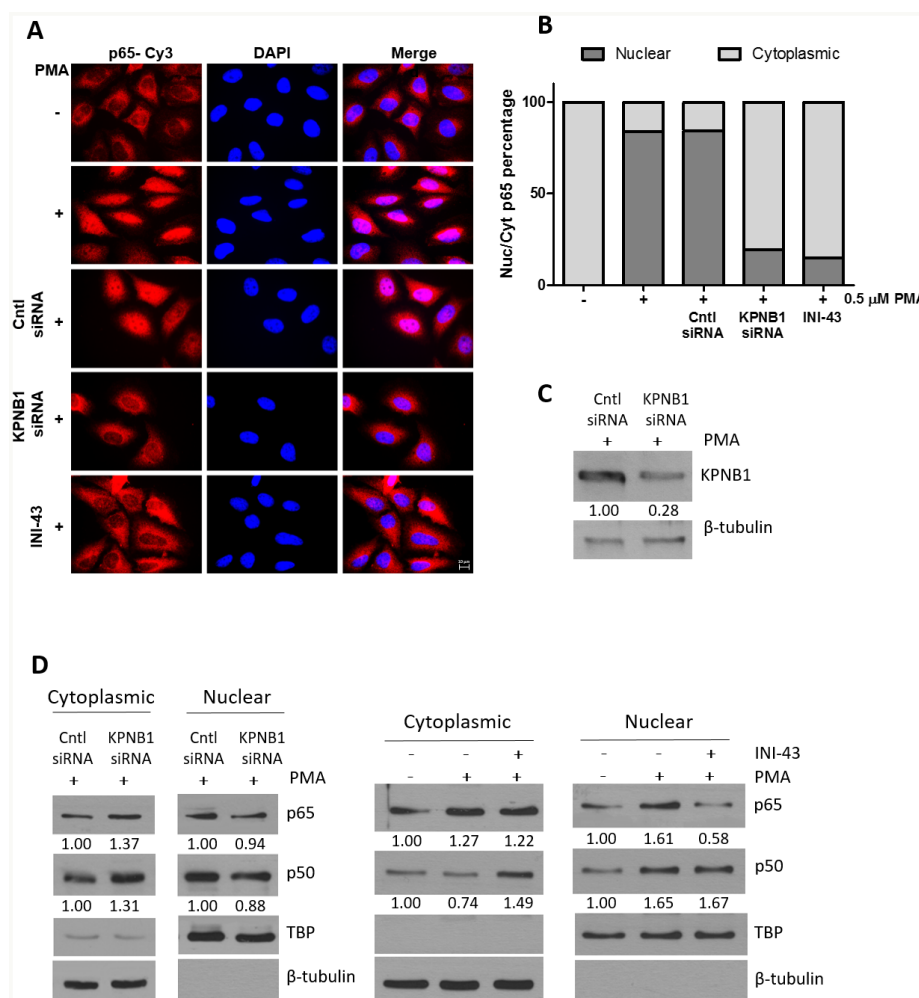 A
p65- Cy3 DAPI Merge
PMA
-
+
Cntl siRNA +
KPNB1 siRNA +
INI-43 +
10 µm
B
Nuclear Cytoplasmic
Nuc/Cyt p65 percentage
100
50
0
- + + + + 0.5 µM PMA
Cntl siRNA KPNB1 siRNA INI-43
C
Cntl siRNA KPNB1 siRNA
+ + PMA
KPNB1
1.00 0.28
β-tubulin
D
Cytoplasmic Nuclear
Cntl siRNA KPNB1 siRNA Cntl siRNA KPNB1 siRNA
+ + + + PMA
p65
1.00 1.37 1.00 0.94
p50
1.00 1.31 1.00 0.88
TBP
β-tubulin
Cytoplasmic Nuclear
- - + - - + INI-43
- + + - + + PMA
p65
1.00 1.27 1.22 1.00 1.61 0.58
p50
1.00 0.74 1.49 1.00 1.65 1.67
TBP
β-tubulin